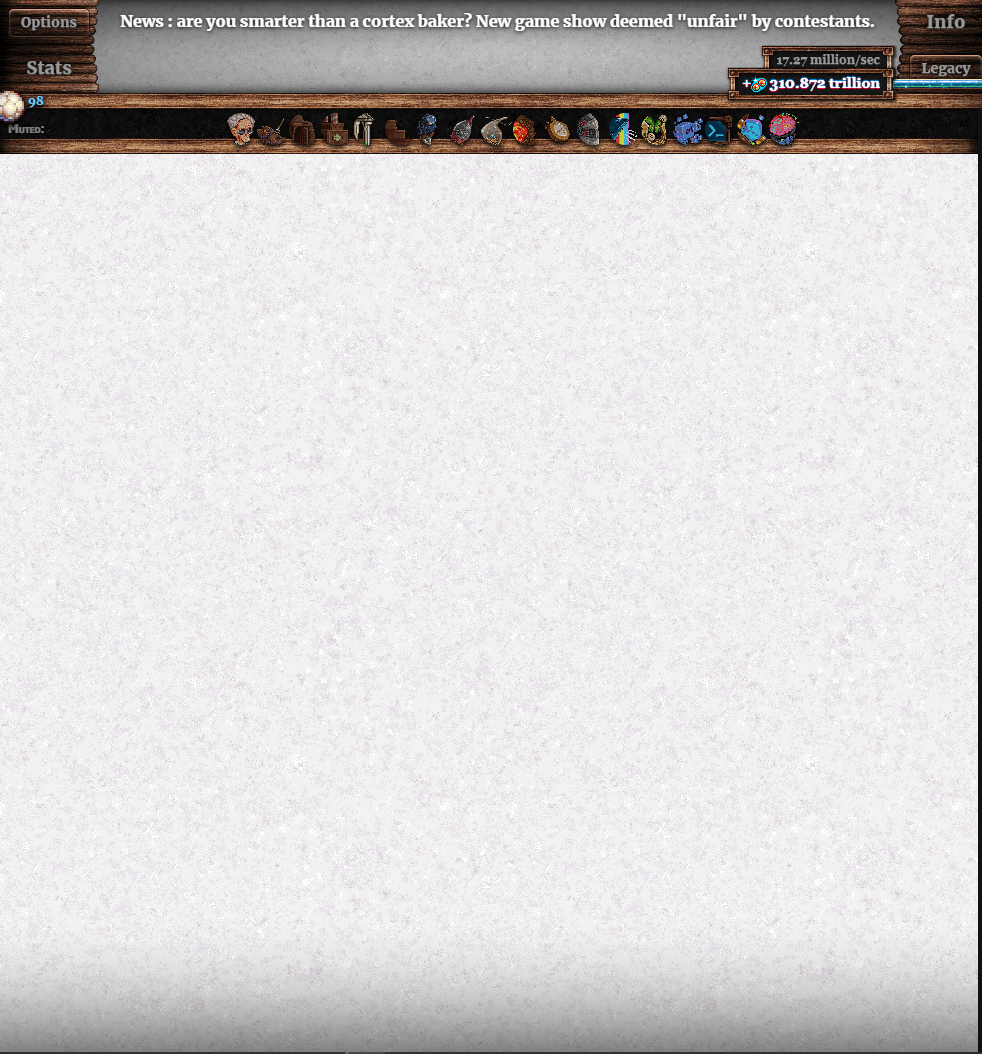 Options
News : are you smarter than a cortex baker? New game show deemed "unfair" by contestants.
Info
Stats
17.27 million/sec
Legacy
+310.872 trillion
98
Muted: